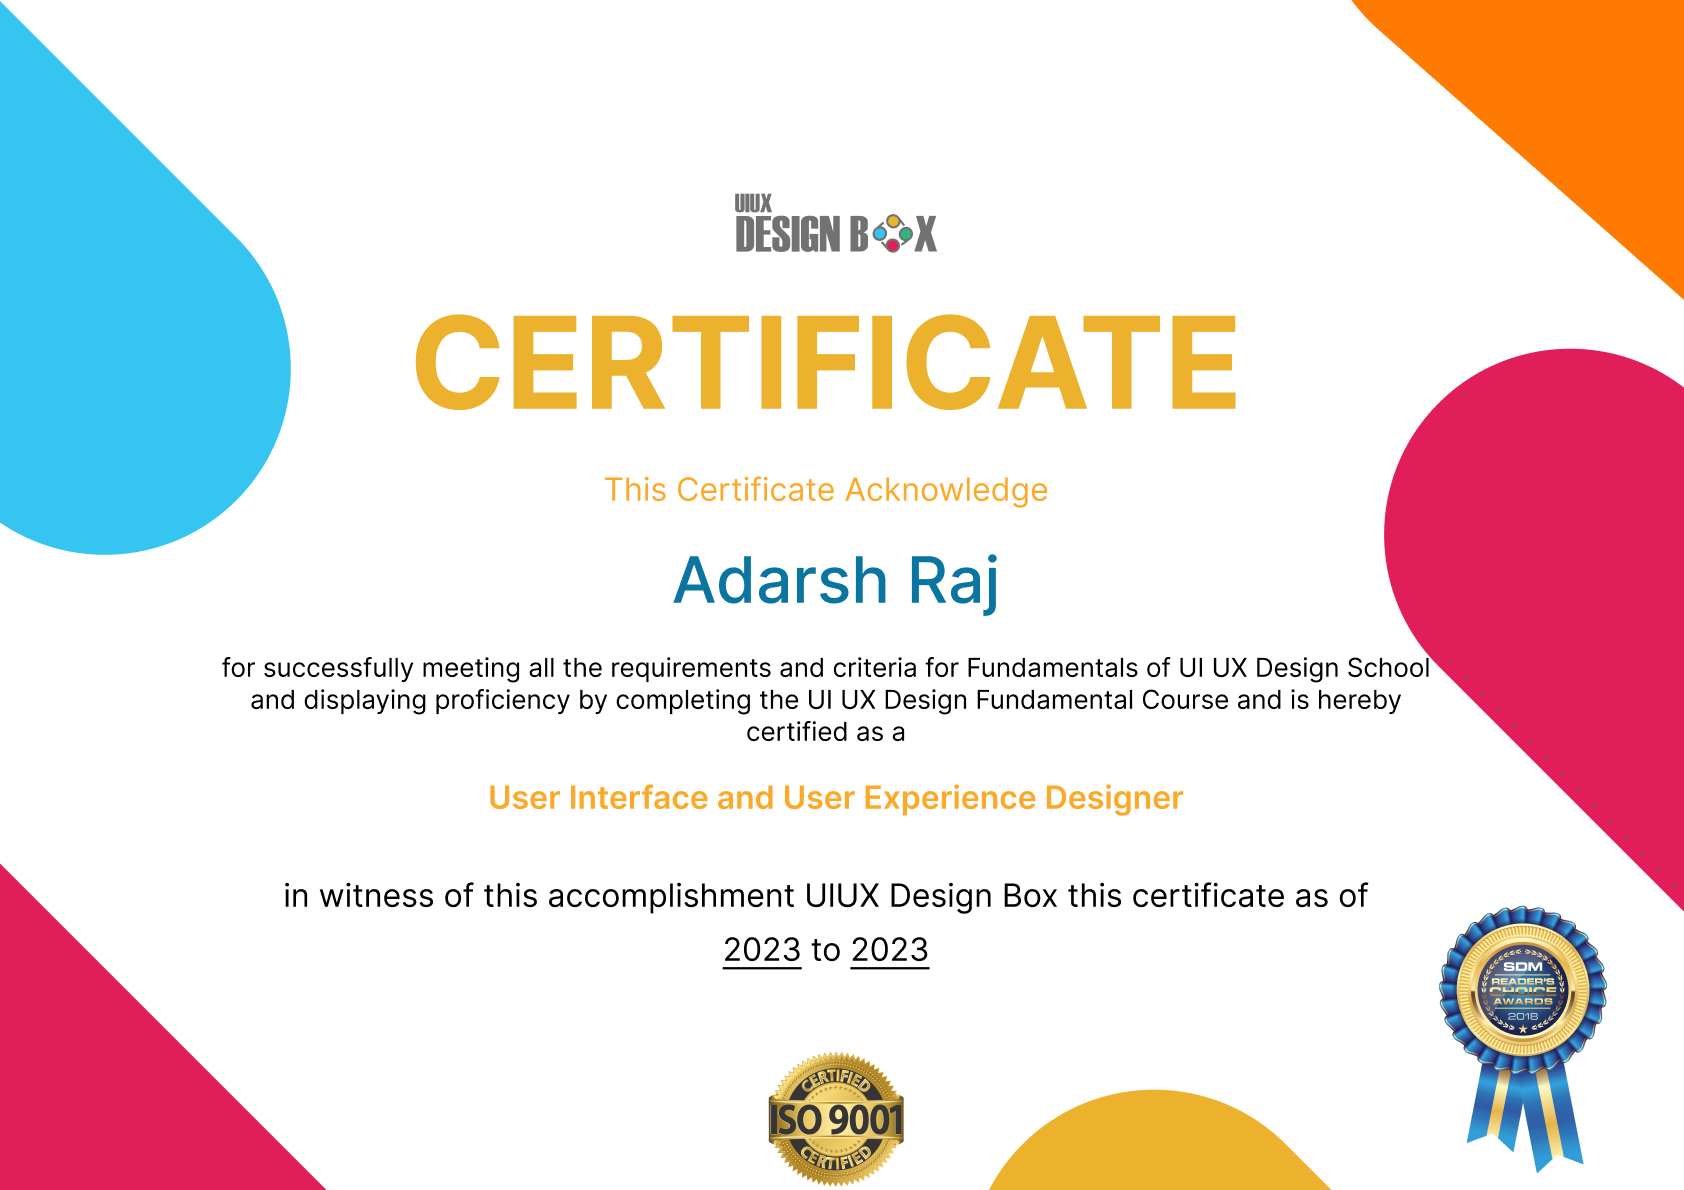 UIUX
DESIGN BOX
CERTIFICATE
This Certificate Acknowledge
Adarsh Raj
for successfully meeting all the requirements and criteria for Fundamentals of UI UX Design School
and displaying proficiency by completing the UI UX Design Fundamental Course and is hereby
certified as a
User Interface and User Experience Designer
in witness of this accomplishment UIUX Design Box this certificate as of
2023 to 2023
SDM
READER'S
CHOICE
AWARDS
2018
CERTIFIED
ISO 9001
CERTIFIED